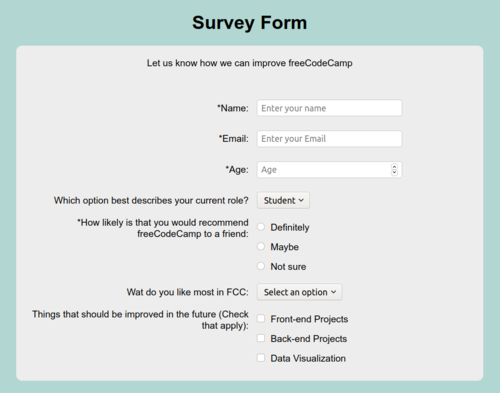 Survey Form
Let us know how we can improve freeCodeCamp
*Name:
Enter your name
*Email:
Enter your Email
*Age:
Age
Which option best describes your current role?
Student
*How likely is that you would recommend
freeCodeCamp to a friend:
Definitely
Maybe
Not sure
Wat do you like most in FCC:
Select an option
Things that should be improved in the future (Check
that apply):
Front-end Projects
Back-end Projects
Data Visualization